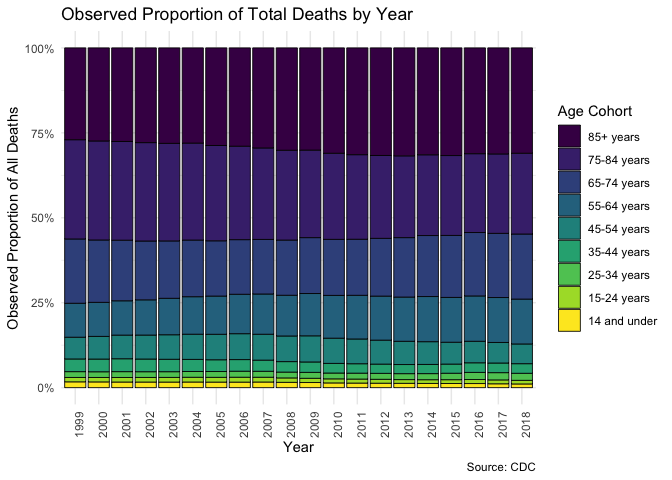 Observed Proportion of Total Deaths by Year
Observed Proportion of All Deaths
100%
75%
50%
25%
0%
1999
2000
2001
2002
2003
2004
2005
2006
2007
2008
2009
2010
2011
2012
2013
2014
2015
2016
2017
2018
Year
Age Cohort
85+ years
75-84 years
65-74 years
55-64 years
45-54 years
35-44 years
25-34 years
15-24 years
14 and under
Source: CDC